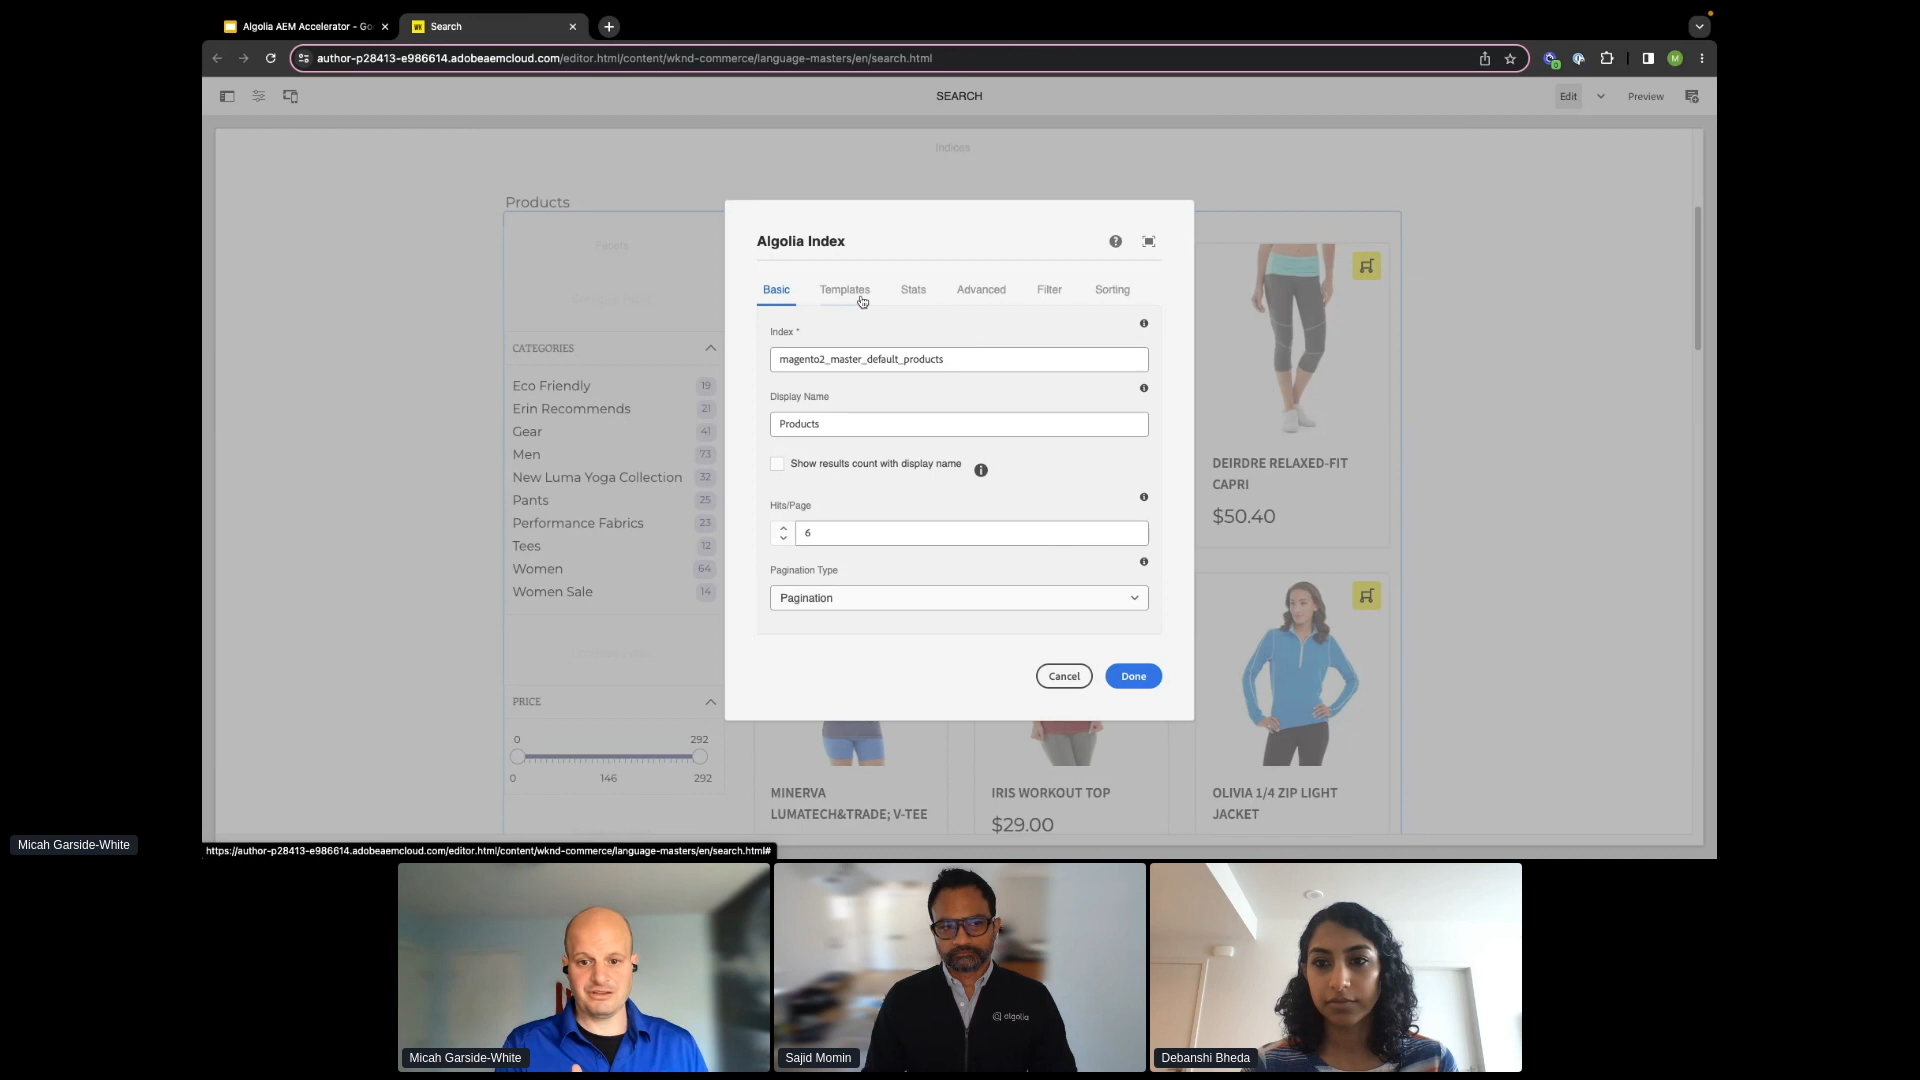 Algolia AEM Accelerator - Go
Search
author-p28413-e986614.adobeaemcloud.com/editor.html/content/wknd-commerce/language-masters/en/search.html
M
SEARCH
Edit
Preview
Indices
Products
Facets
CATEGORIES
Eco Friendly 19
Erin Recommends 21
Gear 41
Men 73
New Luma Yoga Collection 32
Pants 25
Performance Fabrics 23
Tees 12
Women 64
Women Sale 14
PRICE
0 292
0 146 292
Algolia Index
Basic Templates Stats Advanced Filter Sorting
Index *
magento2_master_default_products
Display Name
Products
Show results count with display name
Hits/Page
6
Pagination Type
Pagination
Cancel Done
DEIRDRE RELAXED-FIT
CAPRI
$50.40
MINERVA
LUMATECH&TRADE; V-TEE
IRIS WORKOUT TOP
$29.00
OLIVIA 1/4 ZIP LIGHT
JACKET
Micah Garside-White
https://author-p28413-e986614.adobeaemcloud.com/editor.html/content/wknd-commerce/language-masters/en/search.html#
algolia
Micah Garside-White
Sajid Momin
Debanshi Bheda